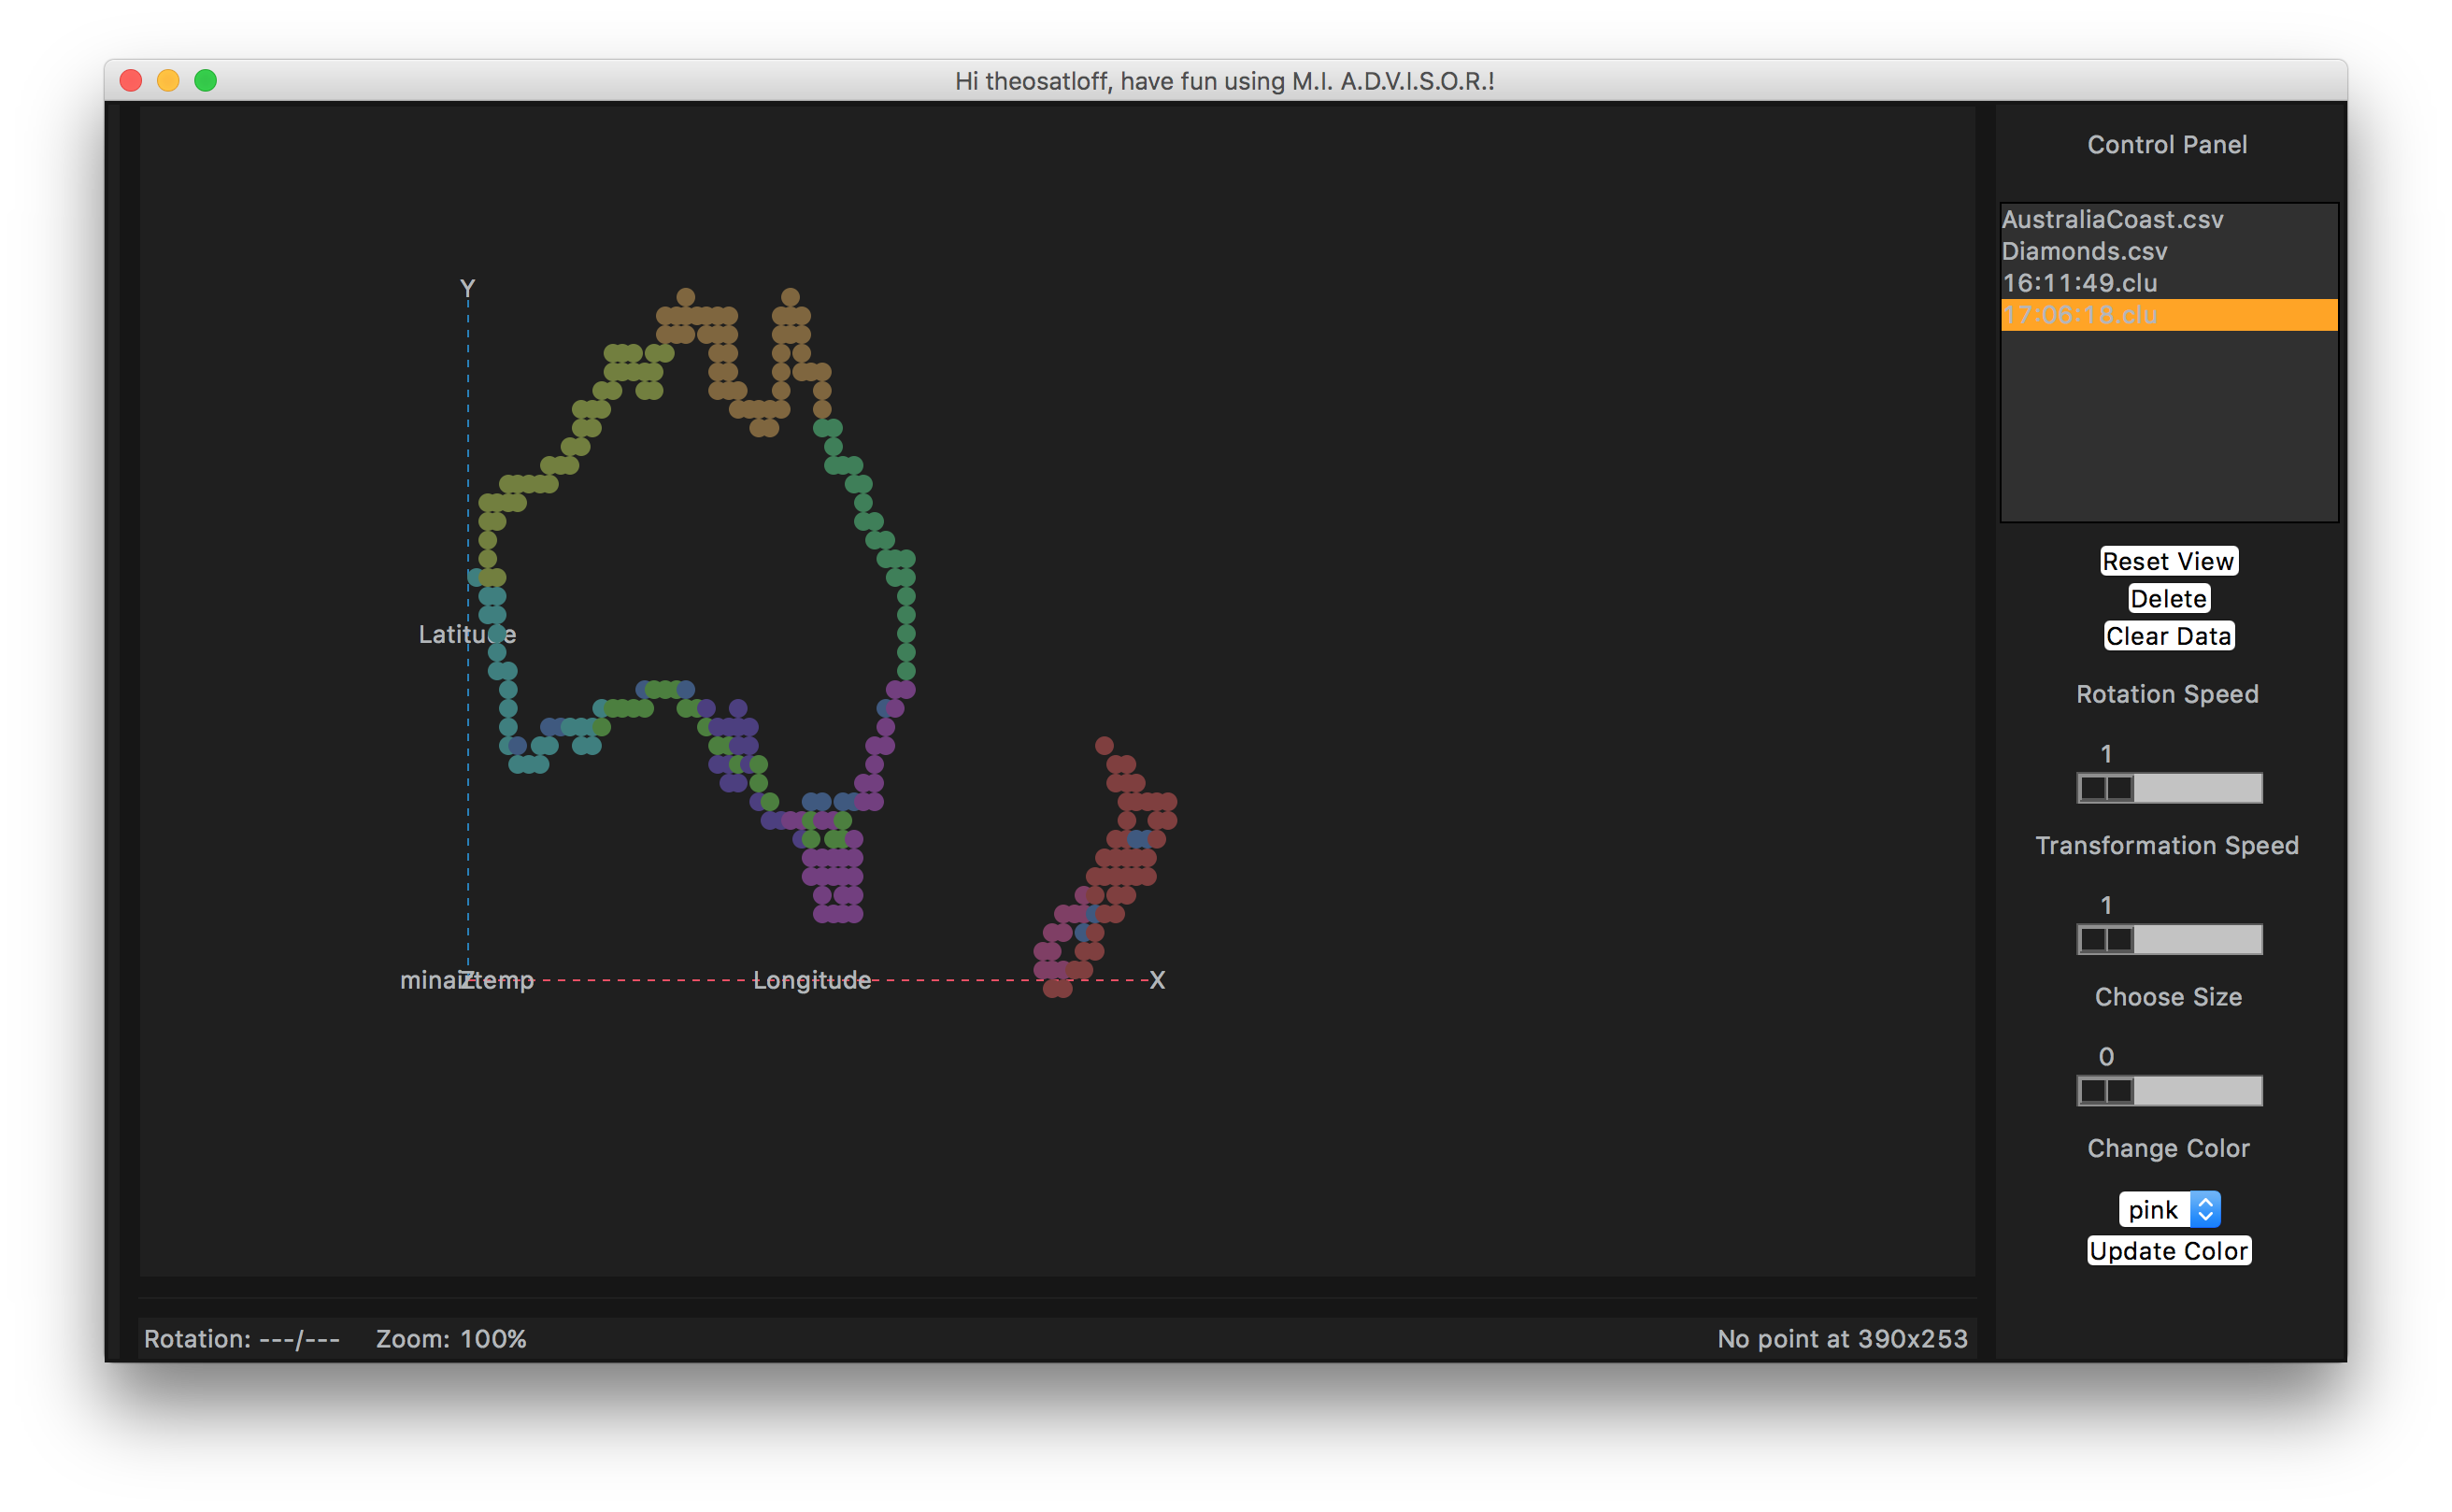 Hi theosatloff, have fun using M.I. A.D.V.I.S.O.R.!
Control Panel
AustraliaCoast.csv
Diamonds.csv
16:11:49.clu
17:06:18.clu
Reset View
Delete
Clear Data
Rotation Speed
1
Transformation Speed
1
Choose Size
0
Change Color
pink
Update Color
Y
Latitude
minairtemp
Z
Longitude
X
Rotation: ---/---
Zoom: 100%
No point at 390x253